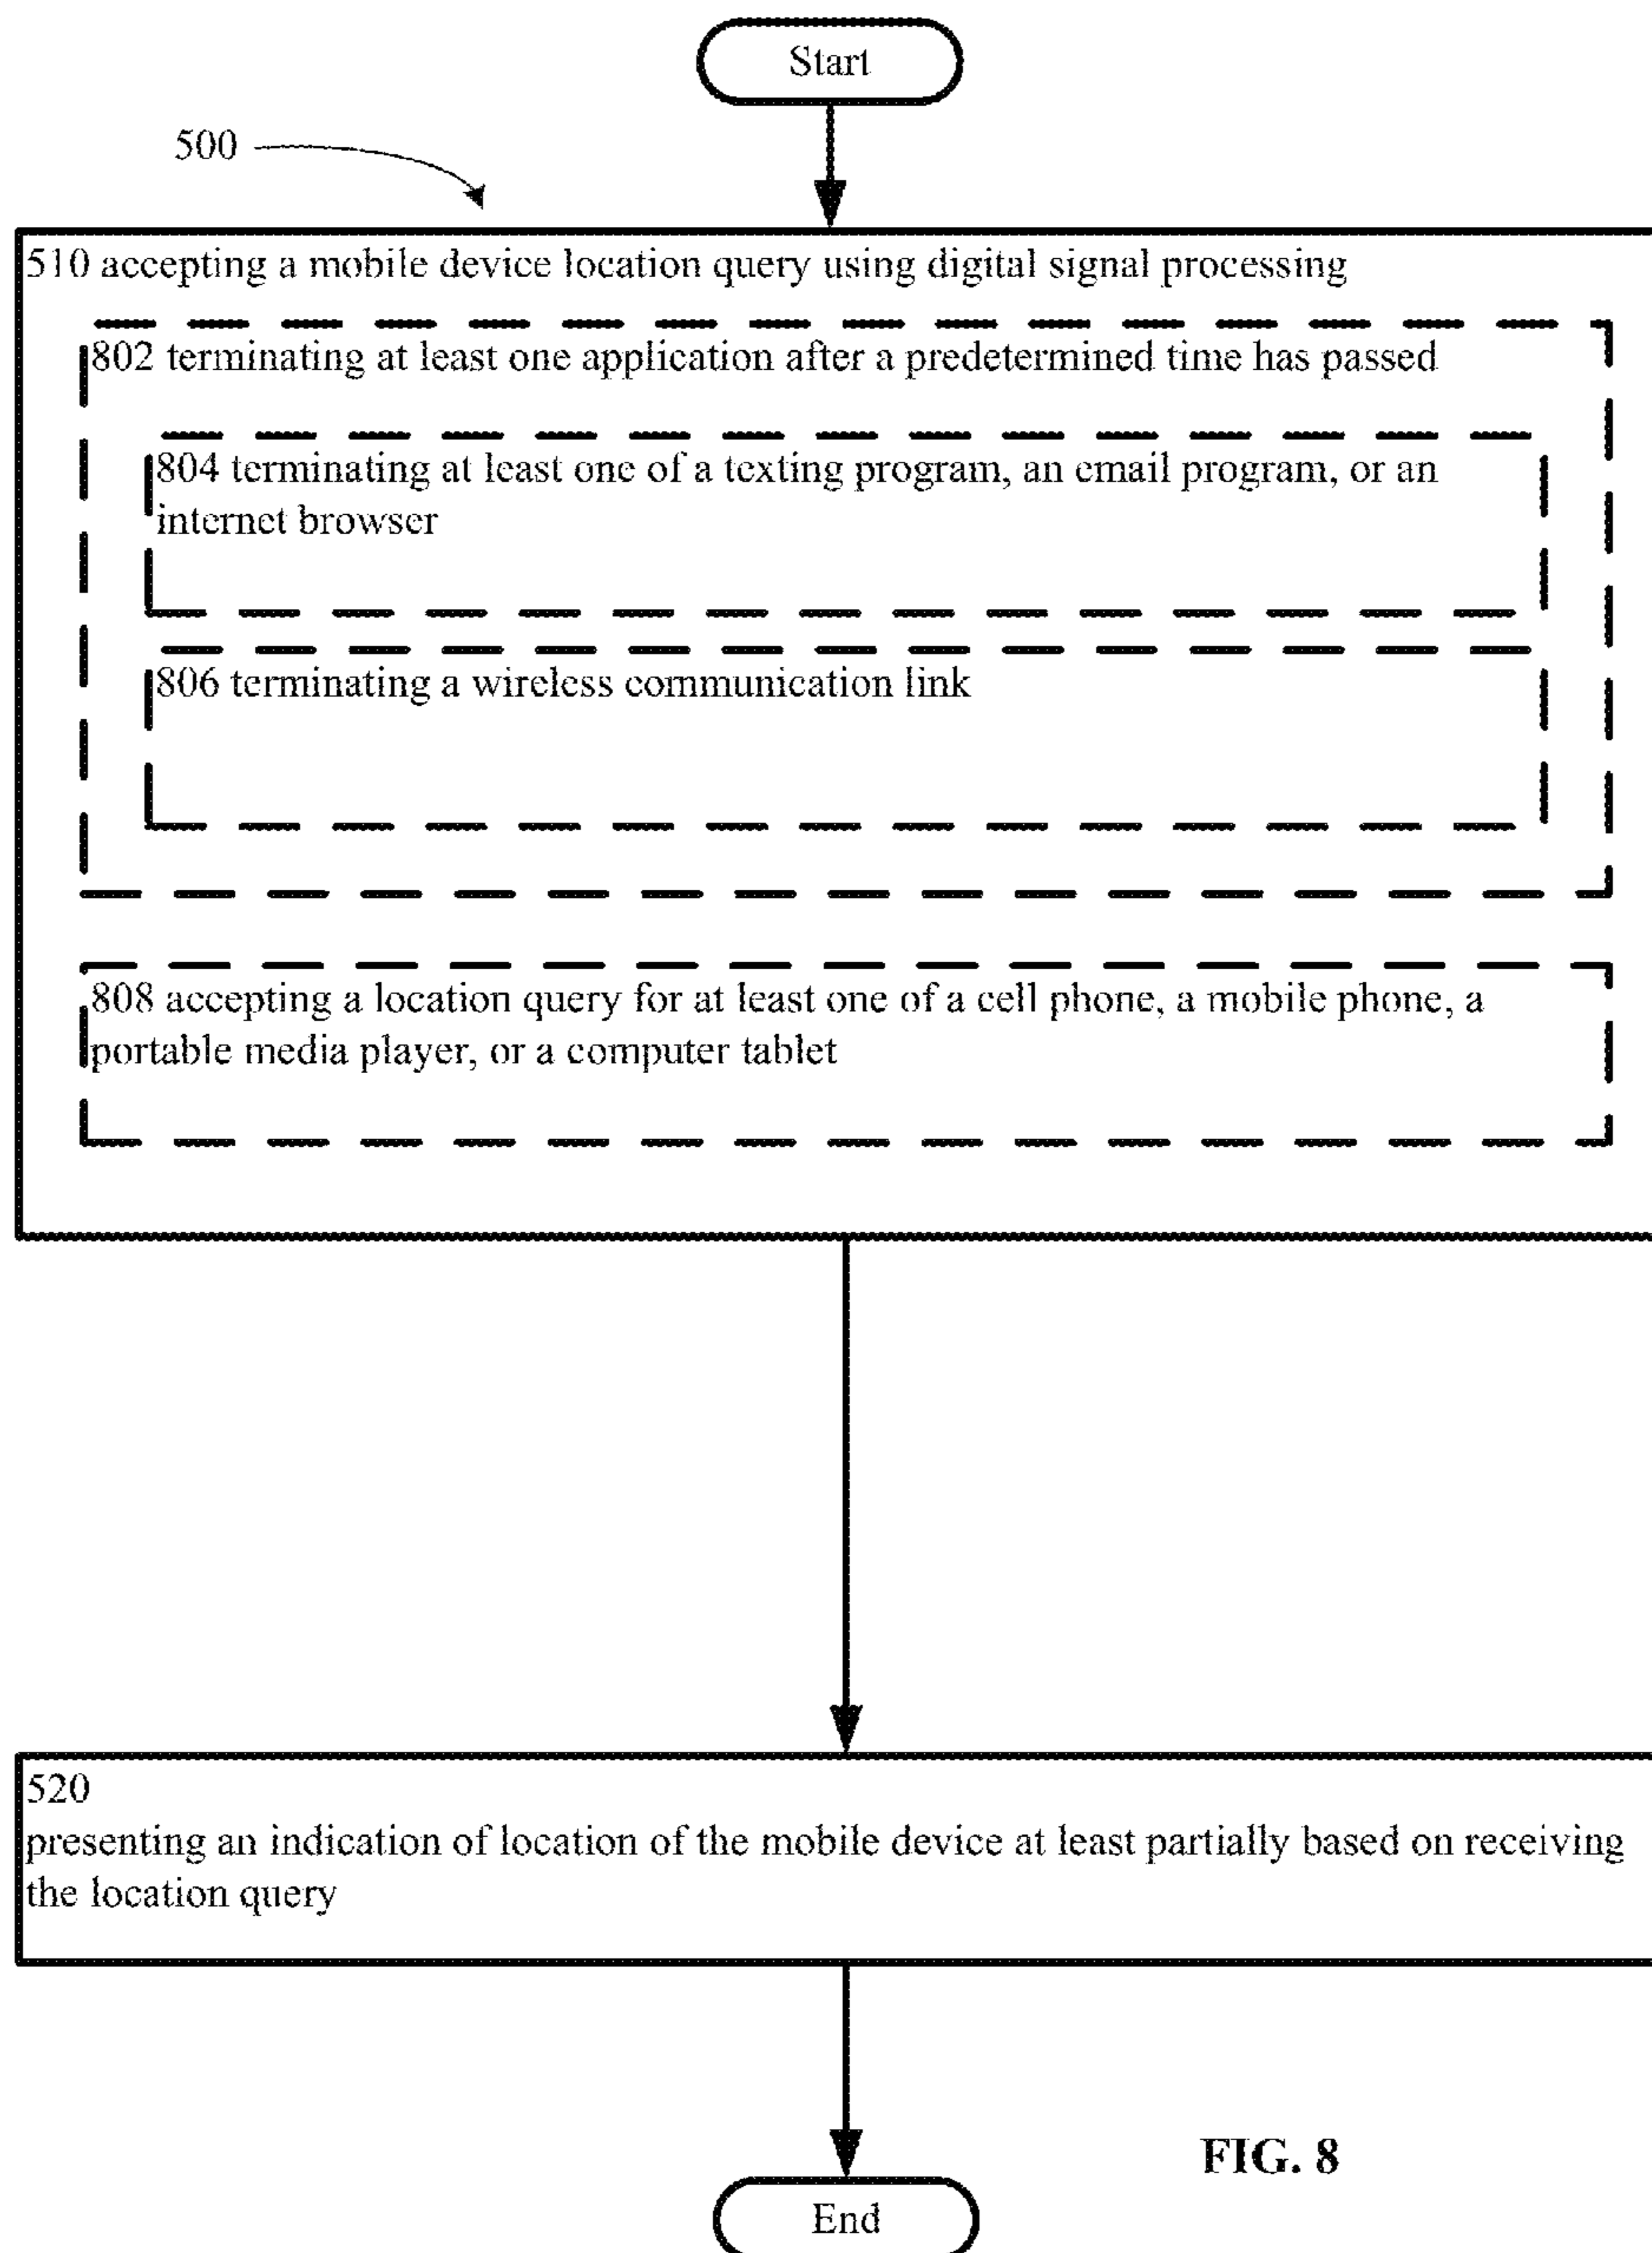 Start
500
510 accepting a mobile device location query using digital signal processing
802 terminating at least one application after a predetermined time has passed
804 terminating at least one of a texting program, an email program, or an
internet browser
806 terminating a wireless communication link
808 accepting a location query for at least one of a cell phone, a mobile phone, a
portable media player, or a computer tablet
520
presenting an indication of location of the mobile device at least partially based on receiving
the location query
FIG. 8
End